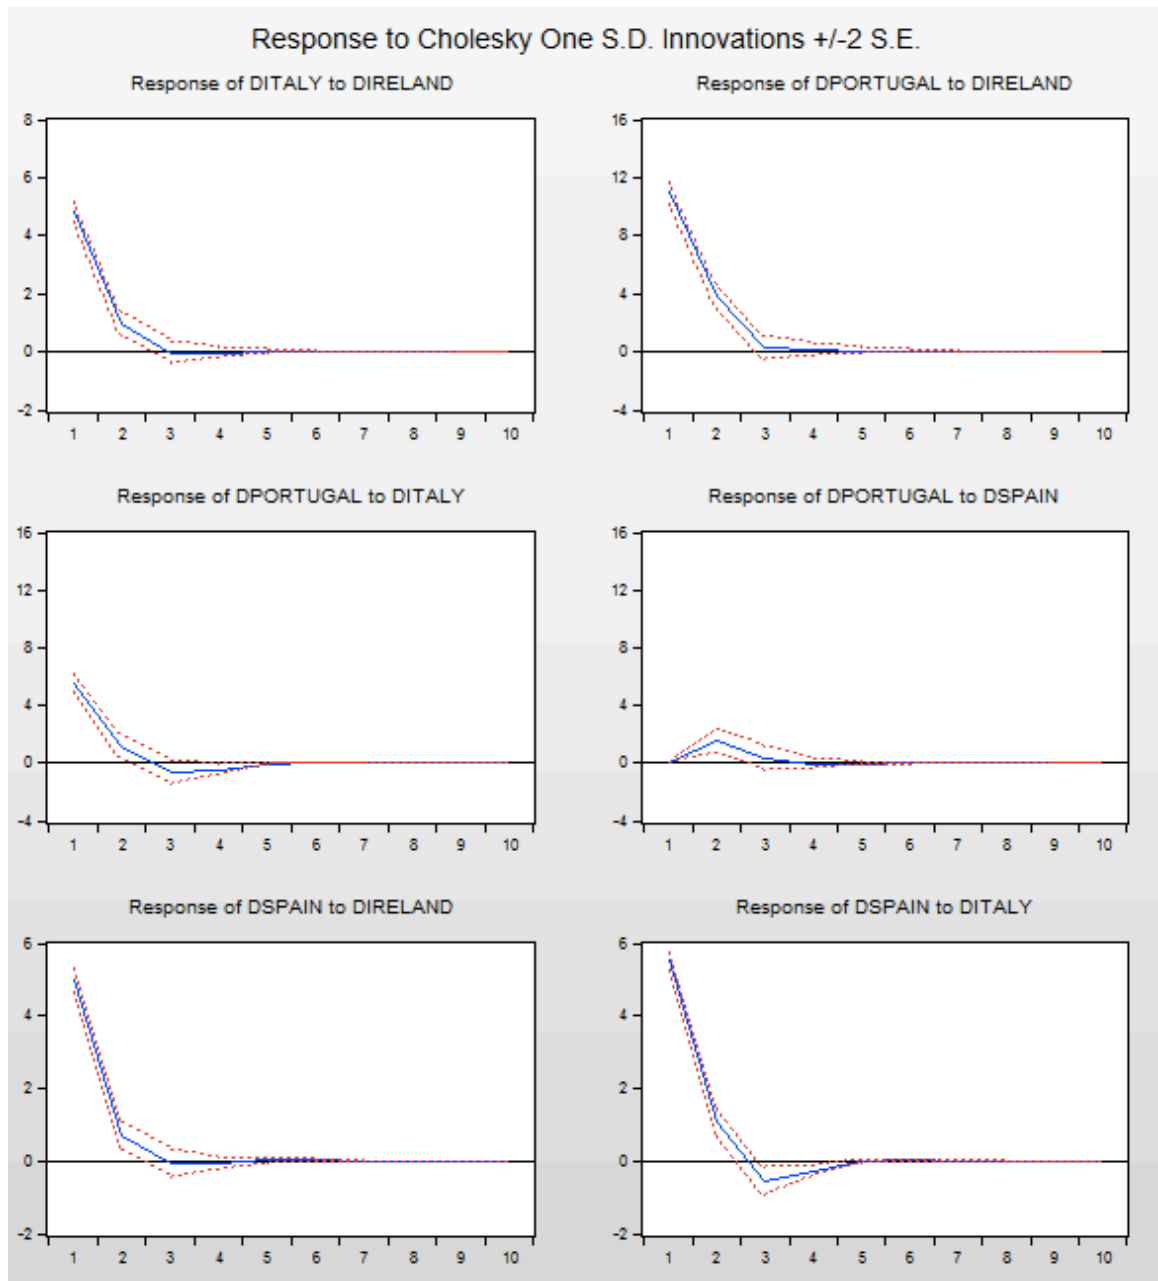 Response to Cholesky One S.D. Innovations +/-2 S.E.
Response of DITALY to DIRELAND
8
6
4
2
0
-2
1 2 3 4 5 6 7 8 9 10
Response of DPORTUGAL to DIRELAND
16
12
8
4
0
-4
1 2 3 4 5 6 7 8 9 10
Response of DPORTUGAL to DITALY
16
12
8
4
0
-4
1 2 3 4 5 6 7 8 9 10
Response of DPORTUGAL to DSPAIN
16
12
8
4
0
-4
1 2 3 4 5 6 7 8 9 10
Response of DSPAIN to DIRELAND
6
4
2
0
-2
1 2 3 4 5 6 7 8 9 10
Response of DSPAIN to DITALY
6
4
2
0
-2
1 2 3 4 5 6 7 8 9 10